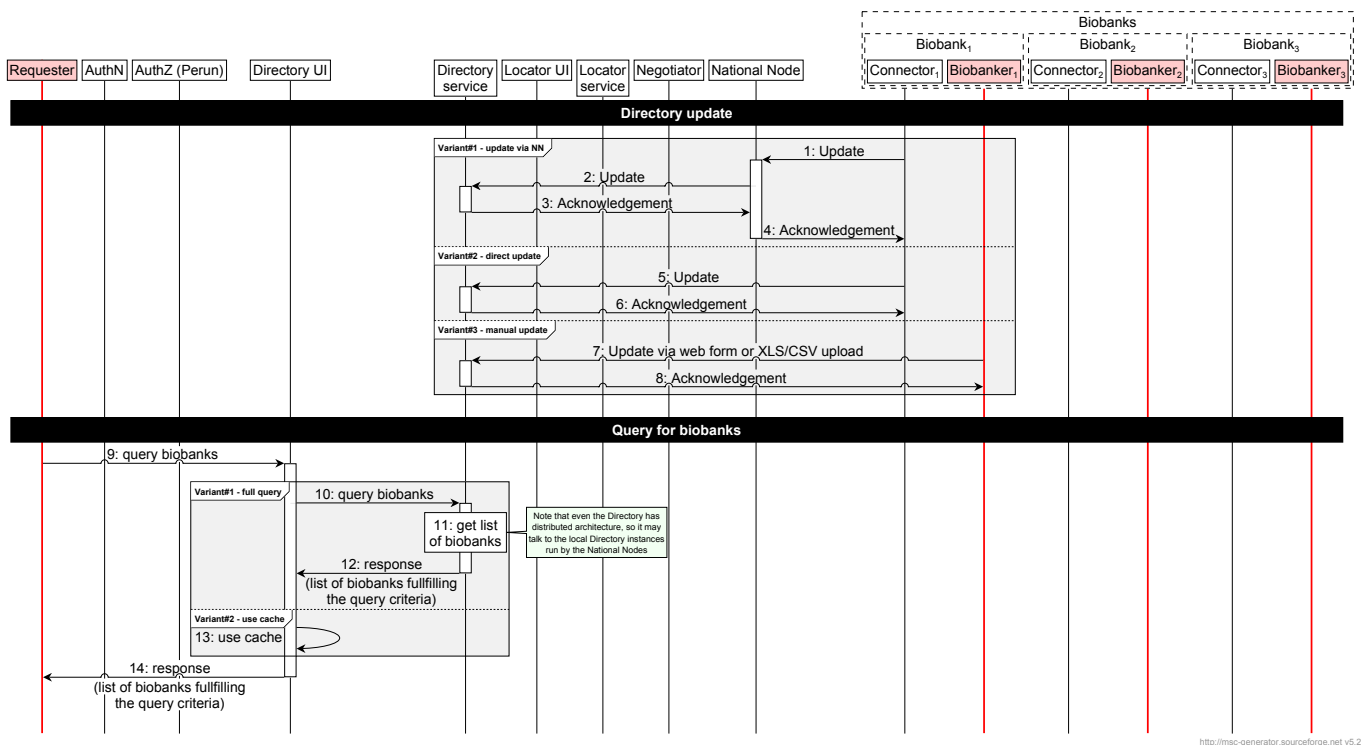 Biobanks
Biobank1
Biobank2
Biobank3
Requester
AuthN
AuthZ (Perun)
Directory UI
Directory
service
Locator UI
Locator
service
Negotiator
National Node
Connector1
Biobanker1
Connector2
Biobanker2
Connector3
Biobanker3
Directory update
Variant#1 - update via NN
1: Update
2: Update
3: Acknowledgement
4: Acknowledgement
Variant#2 - direct update
5: Update
6: Acknowledgement
Variant#3 - manual update
7: Update via web form or XLS/CSV upload
8: Acknowledgement
Query for biobanks
9: query biobanks
Variant#1 - full query
10: query biobanks
11: get list
of biobanks
Note that even the Directory has
distributed architecture, so it may
talk to the local Directory instances
run by the National Nodes
12: response
(list of biobanks fullfilling
the query criteria)
Variant#2 - use cache
13: use cache
14: response
(list of biobanks fullfilling
the query criteria)
http://msc-generator.sourceforge.net v5.2